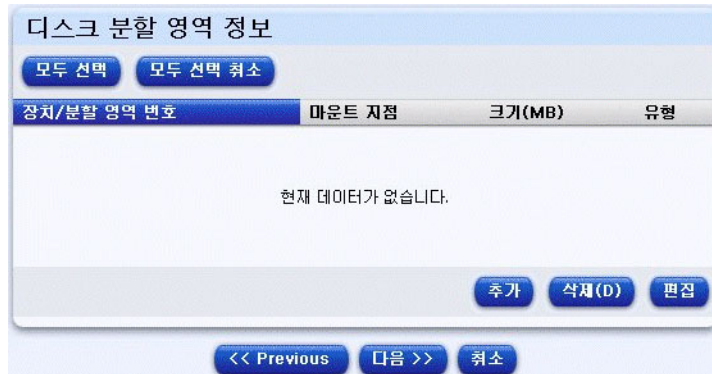 디스크 분할 영역 정보
모두 선택 모두 선택 취소
장치/분할 영역 번호 마운트 지점 크기(MB) 유형
현재 데이터가 없습니다.
추가 삭제(D) 편집
<< Previous 다음 >> 취소